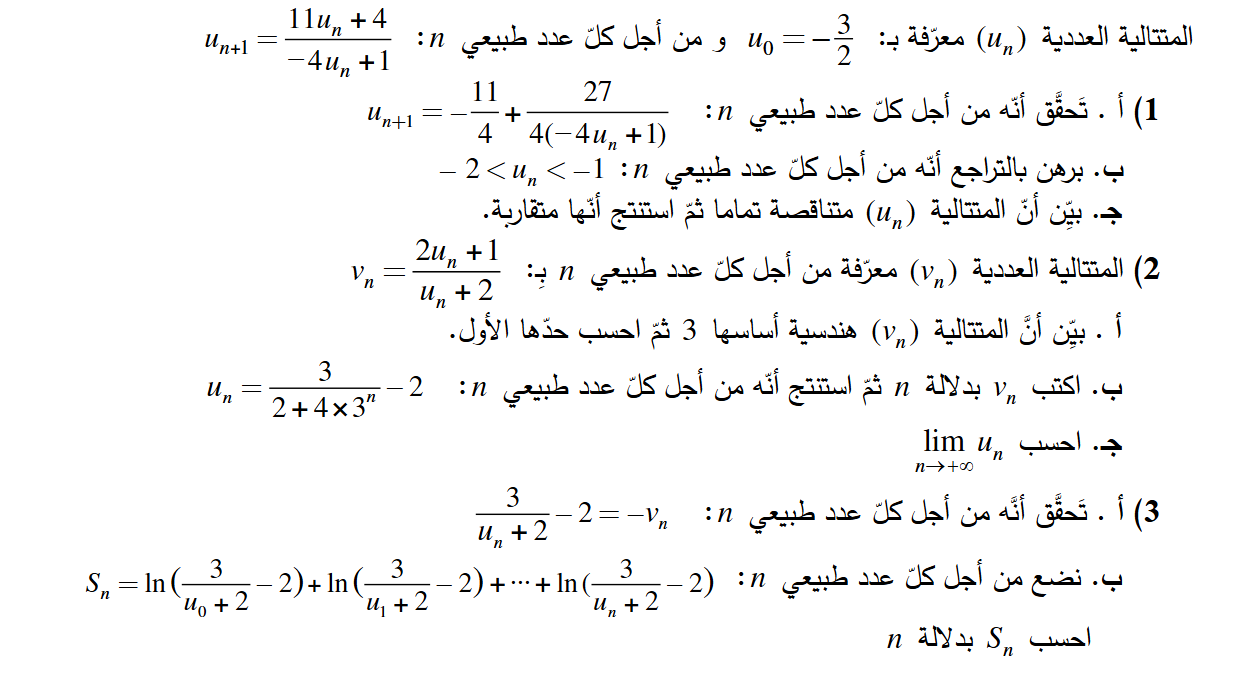 المتتالية العددية $(u_n)$ معرّفة بـ: $u_0 = -\frac{3}{2}$ و من أجل كلّ عدد طبيعي $n$ : $u_{n+1} = \frac{11u_n + 4}{-4u_n + 1}$
1) أ . تَحقَّق أنّه من أجل كلّ عدد طبيعي $n$ : $u_{n+1} = -\frac{11}{4} + \frac{27}{4(-4u_n + 1)}$
ب. برهن بالتراجع أنّه من أجل كلّ عدد طبيعي $n$ : $-2 < u_n < -1$
جـ. بيِّن أنّ المتتالية $(u_n)$ متناقصة تماما ثمّ استنتج أنّها متقاربة.
2) المتتالية العددية $(v_n)$ معرّفة من أجل كلّ عدد طبيعي $n$ بِـ: $v_n = \frac{2u_n + 1}{u_n + 2}$
أ . بيِّن أنَّ المتتالية $(v_n)$ هندسية أساسها 3 ثمّ احسب حدّها الأول.
ب. اكتب $v_n$ بدلالة $n$ ثمّ استنتج أنّه من أجل كلّ عدد طبيعي $n$ : $u_n = \frac{3}{2 + 4 \times 3^n} - 2$
جـ. احسب $\lim_{n \to +\infty} u_n$
3) أ . تَحقَّق أنَّه من أجل كلّ عدد طبيعي $n$ : $\frac{3}{u_n + 2} - 2 = -v_n$
ب. نضع من أجل كلّ عدد طبيعي $n$ : $S_n = \ln(\frac{3}{u_0 + 2} - 2) + \ln(\frac{3}{u_1 + 2} - 2) + \cdots + \ln(\frac{3}{u_n + 2} - 2)$
احسب $S_n$ بدلالة $n$